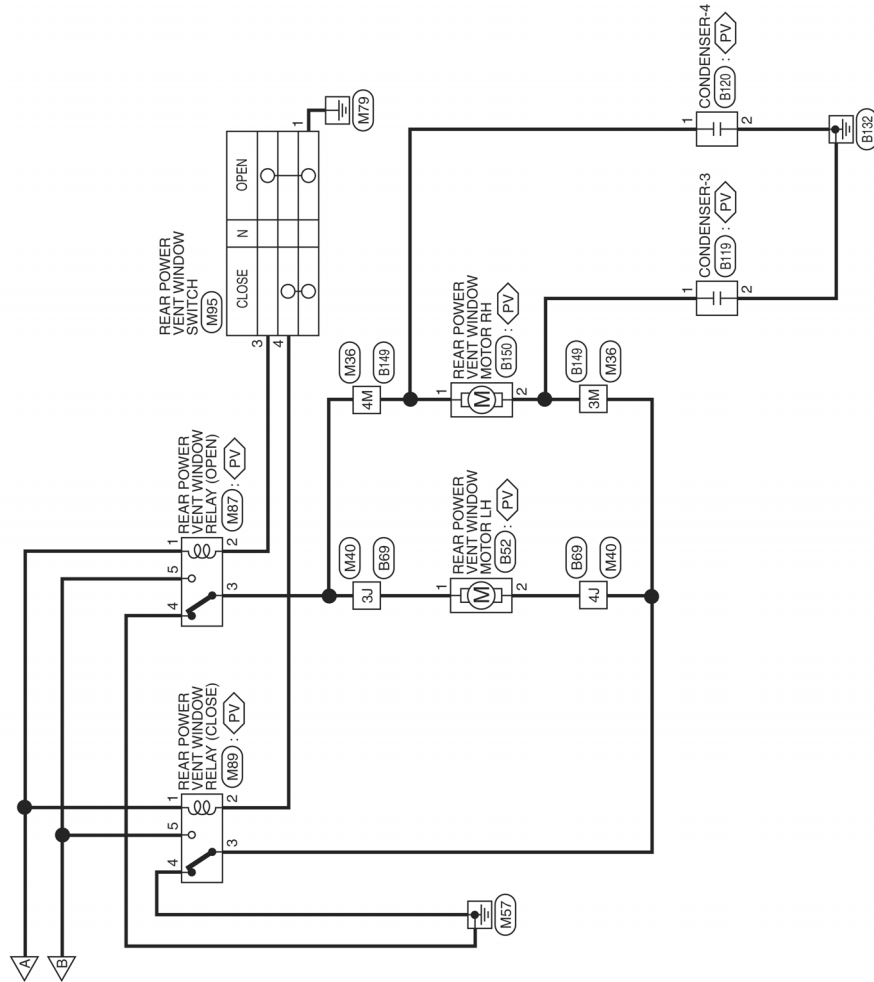 A
B
REAR POWER
VENT WINDOW
RELAY (CLOSE)
M89 : PV
1
5
4
2
3
M57
REAR POWER
VENT WINDOW
RELAY (OPEN)
M87 : PV
1
5
4
2
3
REAR POWER
VENT WINDOW
SWITCH
M95
CLOSE
N
OPEN
3
4
1
M79
M40
3J
B69
M36
4M
B149
REAR POWER
VENT WINDOW
MOTOR LH
B52 : PV
1
M
2
REAR POWER
VENT WINDOW
MOTOR RH
B150 : PV
1
M
2
B69
4J
M40
B149
3M
M36
CONDENSER-3
B119 : PV
1
2
CONDENSER-4
B120 : PV
1
2
B132